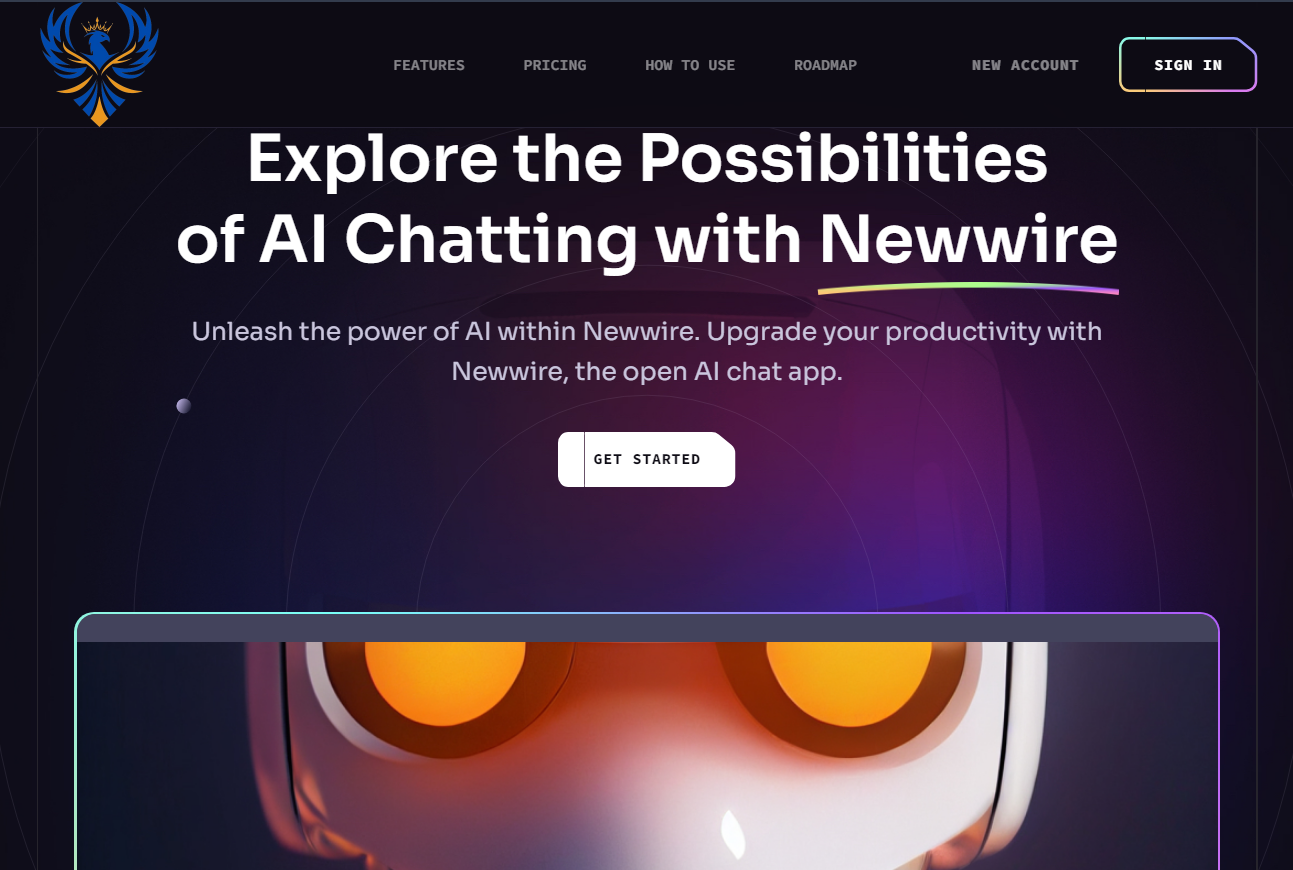 FEATURES PRICING HOW TO USE ROADMAP NEW ACCOUNT SIGN IN
Explore the Possibilities
of AI Chatting with Newwire
Unleash the power of AI within Newwire. Upgrade your productivity with
Newwire, the open AI chat app.
GET STARTED